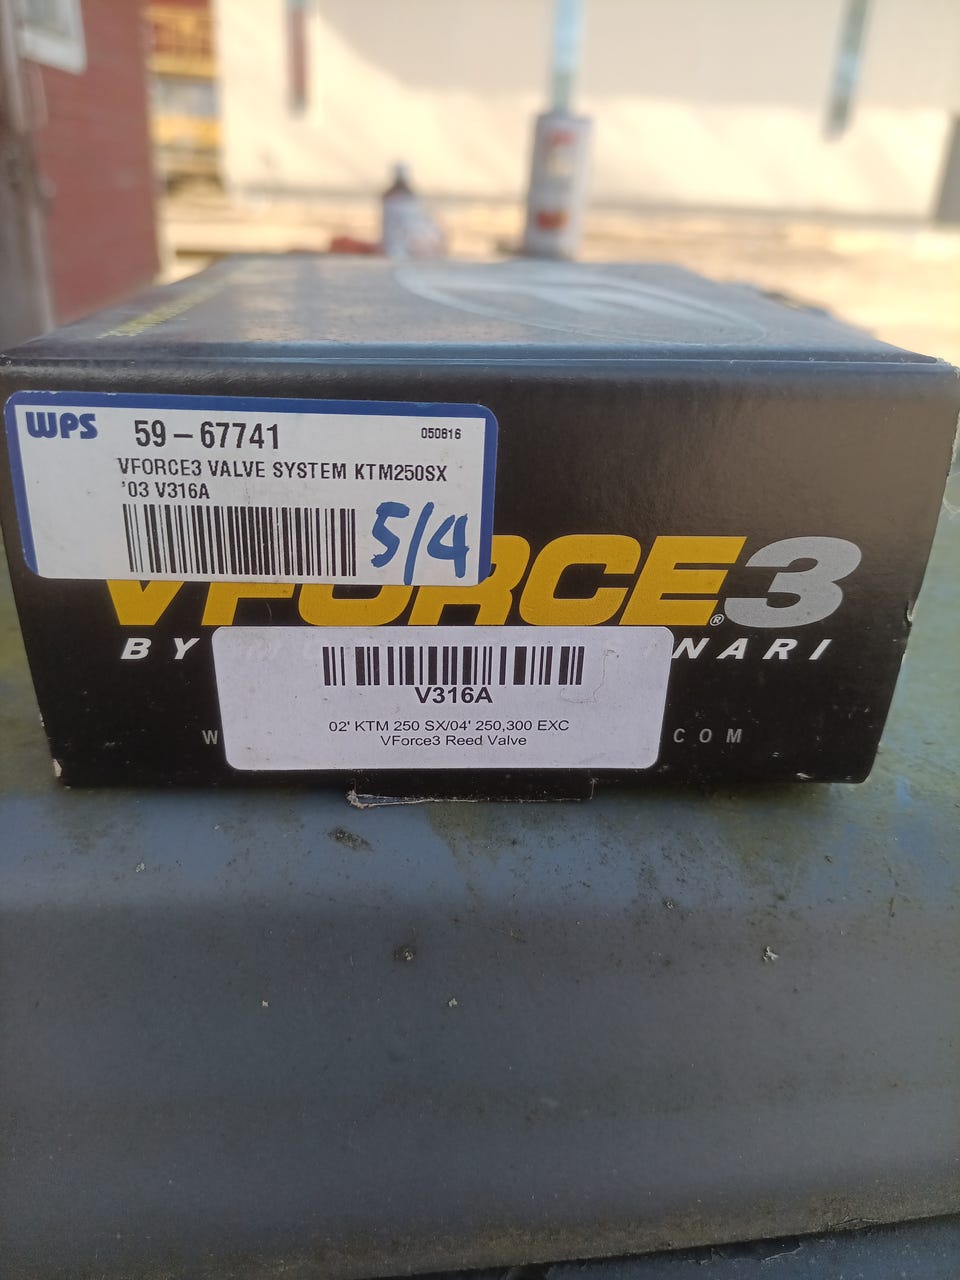 WPS
59-67741
050816
VFORCE3 VALVE SYSTEM KTM250SX
'03 V316A
5/4
VFORCE3®
BY NARI
V316A
W COM
02' KTM 250 SX/04' 250,300 EXC
VForce3 Reed Valve